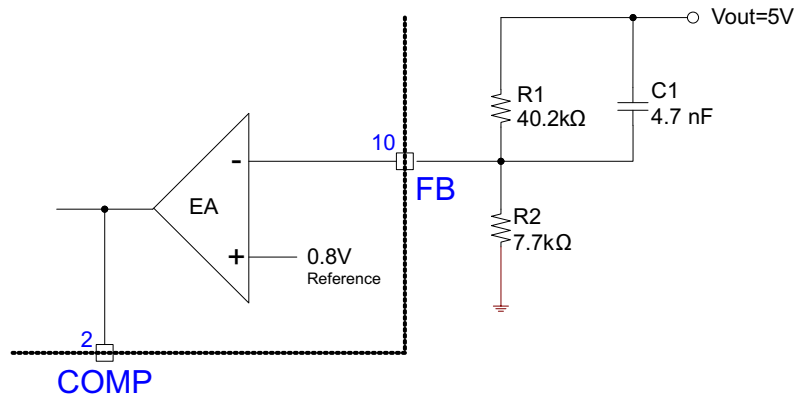 Vout=5V
R1
40.2kΩ
C1
4.7 nF
10
FB
-
EA
+
0.8V
Reference
R2
7.7kΩ
2
COMP